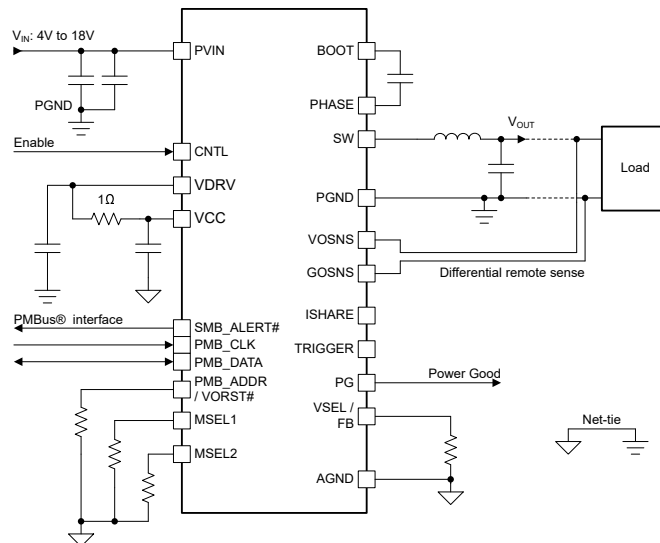 VIN: 4V to 18V
PVIN
PGND
Enable
CNTL
VDRV
1Ω
VCC
PMBus® interface
SMB_ALERT#
PMB_CLK
PMB_DATA
PMB_ADDR
/ VORST#
MSEL1
MSEL2
BOOT
PHASE
SW
VOUT
Load
PGND
VOSNS
GOSNS
Differential remote sense
ISHARE
TRIGGER
PG
Power Good
VSEL /
FB
AGND
Net-tie